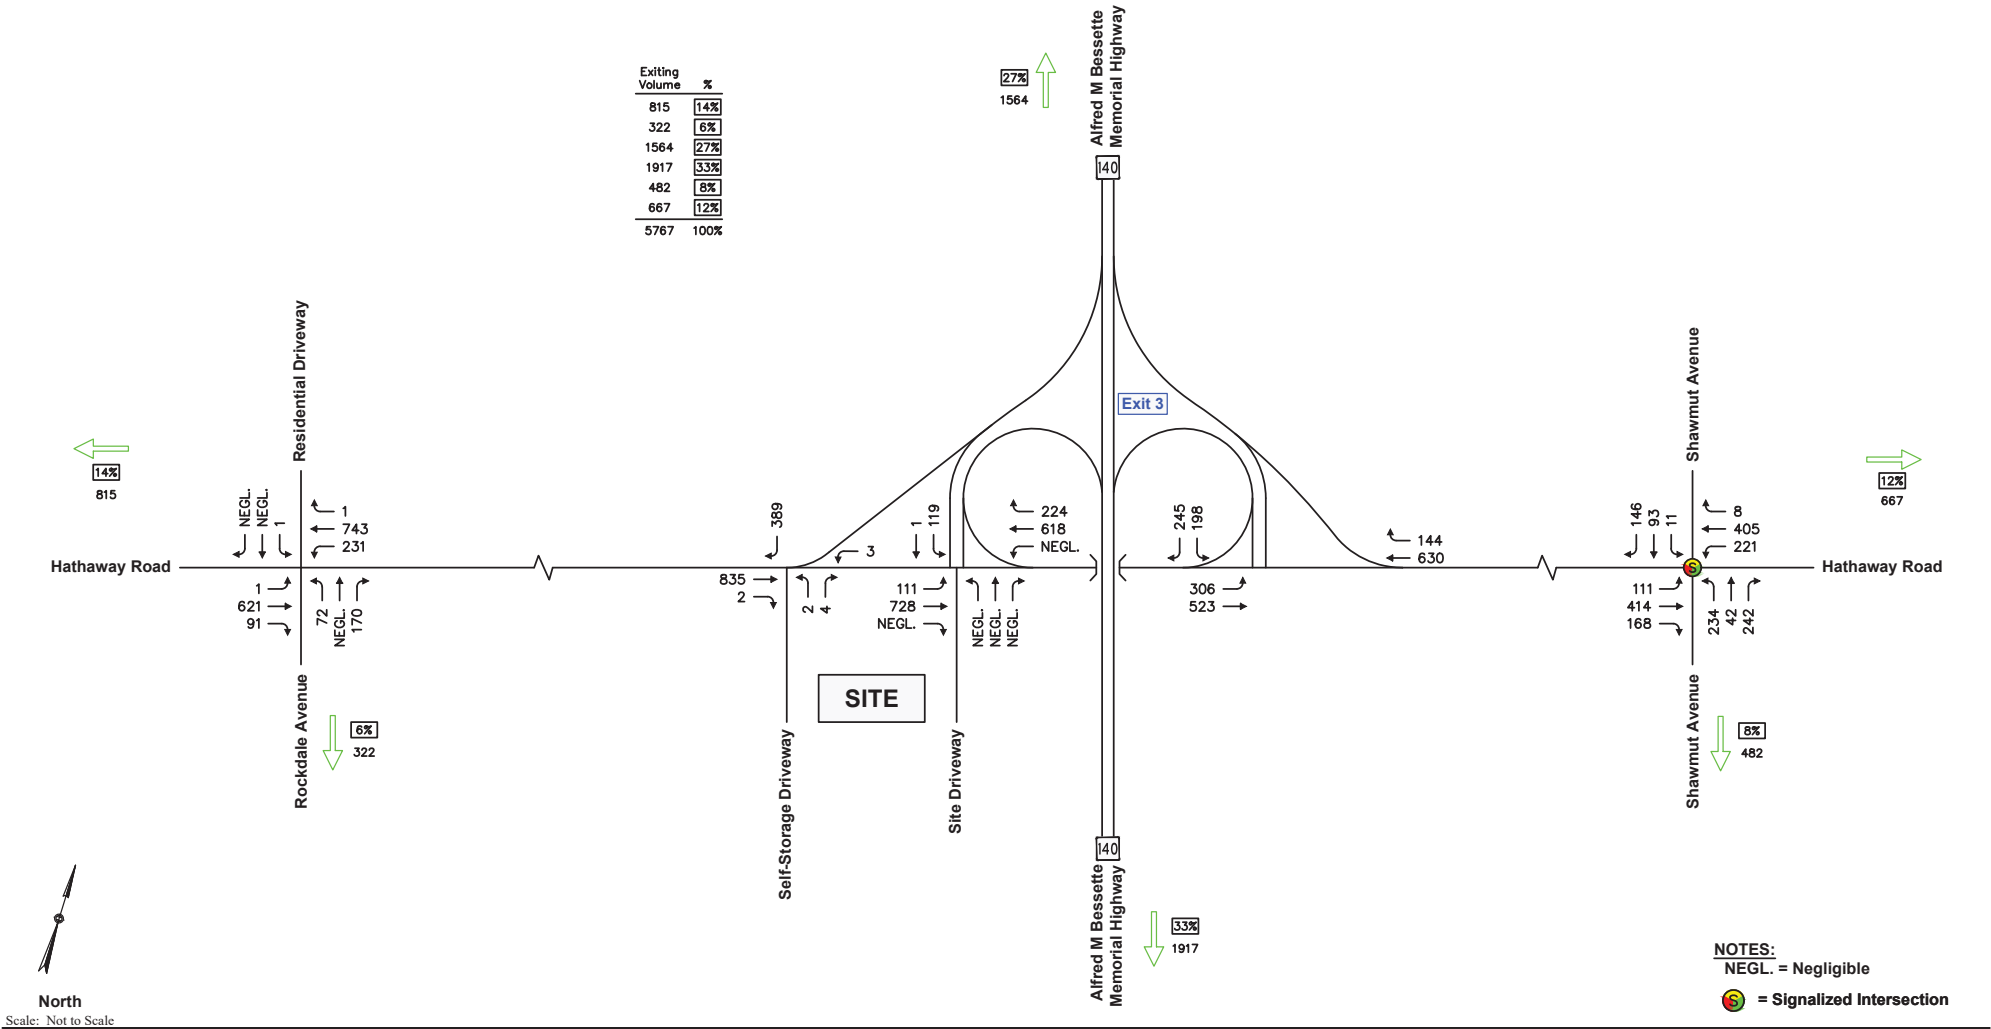 Alfred M Bessette
Memorial Highway
Exiting
Volume %
815 14%
322 6%
1564 27%
1917 33%
482 8%
667 12%
5767 100%
27%
1564
140
Exit 3
Residential Driveway
Shawmut Avenue
14%
815
12%
667
NEGL.
NEGL.
1
1
743
231
389
3
1
119
224
618
NEGL.
245
198
144
630
146
93
11
8
405
221
Hathaway Road
Hathaway Road
1
621
91
72
NEGL.
170
835
2
2
4
111
728
NEGL.
NEGL.
NEGL.
NEGL.
306
523
S
111
414
168
234
42
242
SITE
Rockdale Avenue
6%
322
Self-Storage Driveway
Site Driveway
Shawmut Avenue
8%
482
140
Alfred M Bessette
Memorial Highway
33%
1917
North
Scale: Not to Scale
NOTES:
NEGL. = Negligible
S = Signalized Intersection